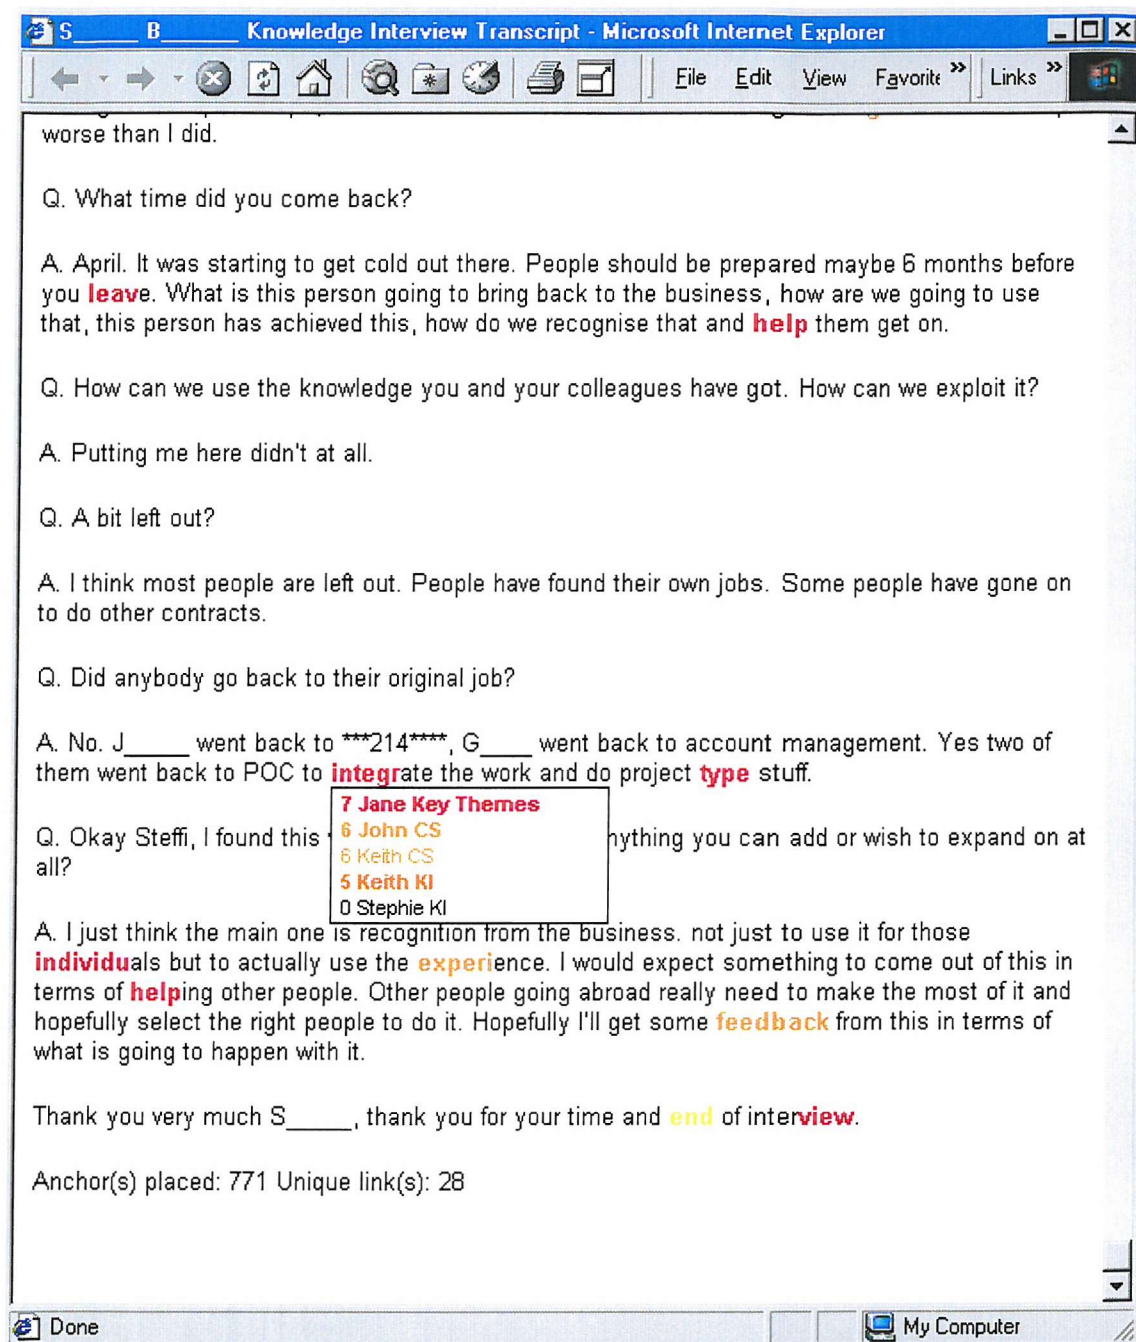 S_____ B______ Knowledge Interview Transcript - Microsoft Internet Explorer
File Edit View Favorite » Links »
worse than I did.
Q. What time did you come back?
A. April. It was starting to get cold out there. People should be prepared maybe 6 months before
you leave. What is this person going to bring back to the business, how are we going to use
that, this person has achieved this, how do we recognise that and help them get on.
Q. How can we use the knowledge you and your colleagues have got. How can we exploit it?
A. Putting me here didn't at all.
Q. A bit left out?
A. I think most people are left out. People have found their own jobs. Some people have gone on
to do other contracts.
Q. Did anybody go back to their original job?
A. No. J_____ went back to ***214****, G____ went back to account management. Yes two of
them went back to POC to integrate the work and do project type stuff.
7 Jane Key Themes
6 John CS
6 Keith CS
5 Keith KI
0 Stephie KI
Q. Okay Steffi, I found this nything you can add or wish to expand on at
all?
A. I just think the main one is recognition from the business. not just to use it for those
individuals but to actually use the experience. I would expect something to come out of this in
terms of helping other people. Other people going abroad really need to make the most of it and
hopefully select the right people to do it. Hopefully I'll get some feedback from this in terms of
what is going to happen with it.
Thank you very much S_____, thank you for your time and end of interview.
Anchor(s) placed: 771 Unique link(s): 28
Done My Computer